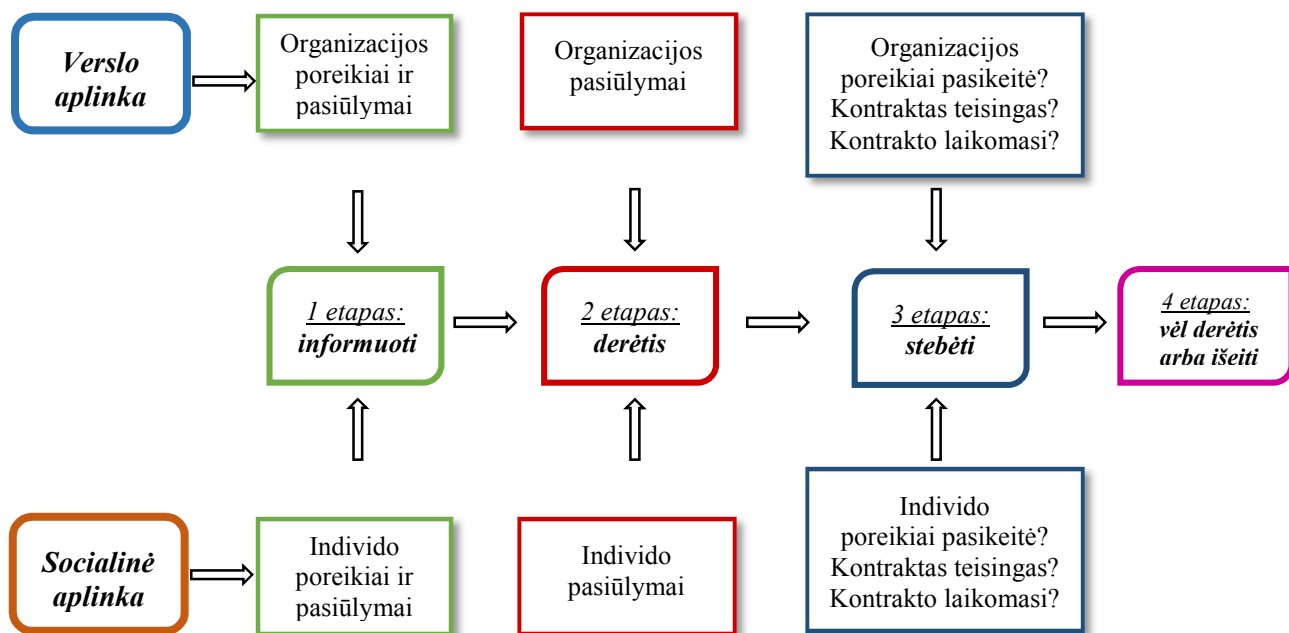 Verslo
aplinka
Organizacijos
poreikiai ir
pasiūlymai
Organizacijos
pasiūlymai
Organizacijos
poreikiai pasikeitė?
Kontraktas teisingas?
Kontrakto laikomasi?
1 etapas:
informuoti
2 etapas:
derėtis
3 etapas:
stebėti
4 etapas:
vėl derėtis
arba išeiti
Socialinė
aplinka
Individo
poreikiai ir
pasiūlymai
Individo
pasiūlymai
Individo
poreikiai pasikeitė?
Kontraktas teisingas?
Kontrakto laikomasi?